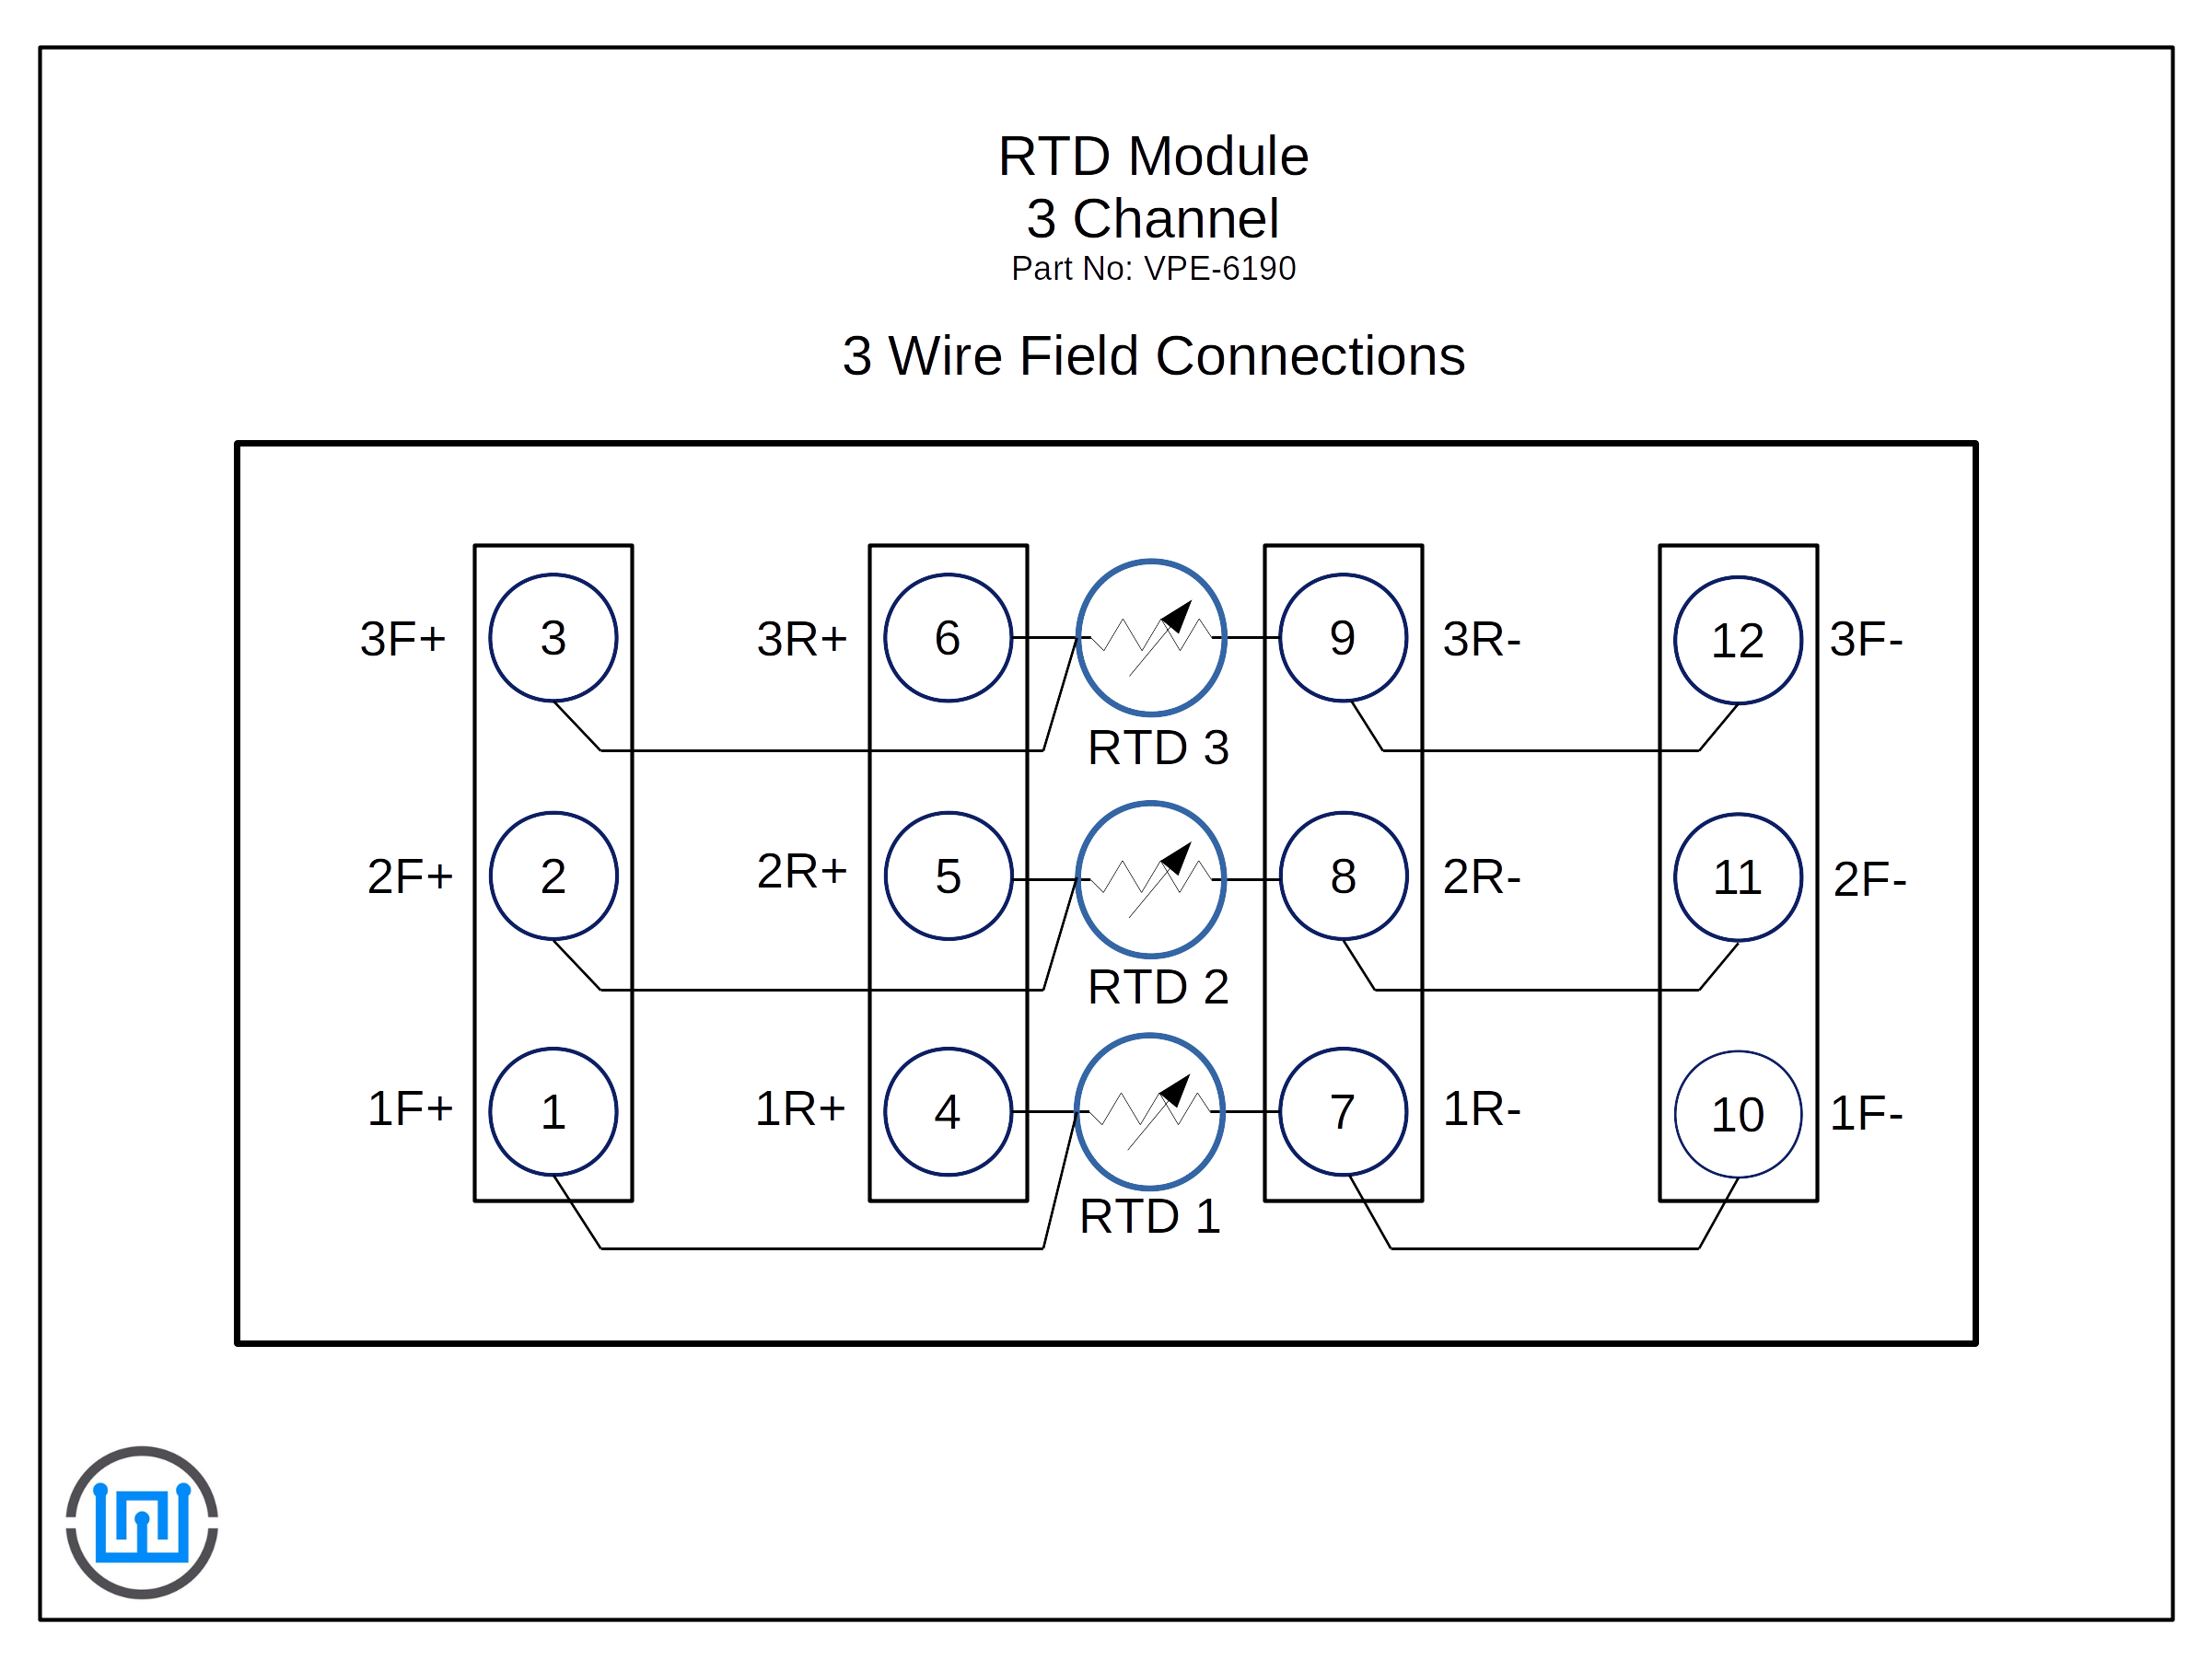 RTD Module
3 Channel
Part No: VPE-6190
3 Wire Field Connections
3F+ 3 3R+ 6 9 3R- 12 3F-
RTD 3
2F+ 2 2R+ 5 8 2R- 11 2F-
RTD 2
1F+ 1 1R+ 4 7 1R- 10 1F-
RTD 1